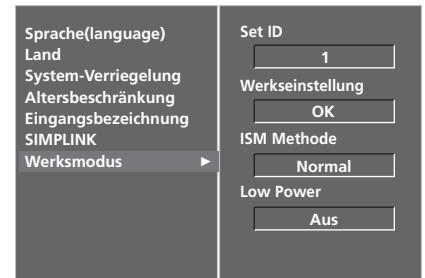 Sprache(language)
Land
System-Verriegelung
Altersbeschränkung
Eingangsbezeichnung
SIMPLINK
Werksmodus ►
Set ID
1
Werkseinstellung
OK
ISM Methode
Normal
Low Power
Aus